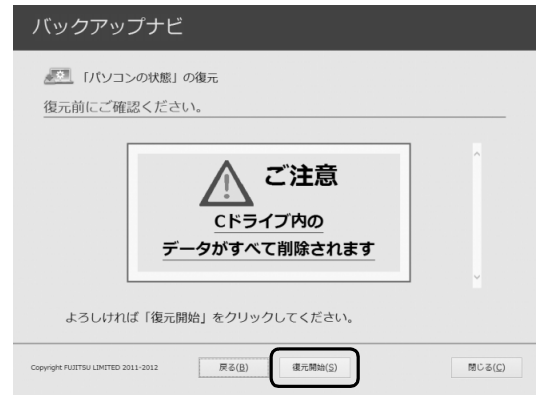 バックアップナビ
「パソコンの状態」の復元
復元前にご確認ください。
ご注意
Cドライブ内の
データがすべて削除されます
よろしければ「復元開始」をクリックしてください。
Copyright FUJITSU LIMITED 2011-2012
戻る(B)
復元開始(S)
閉じる(C)